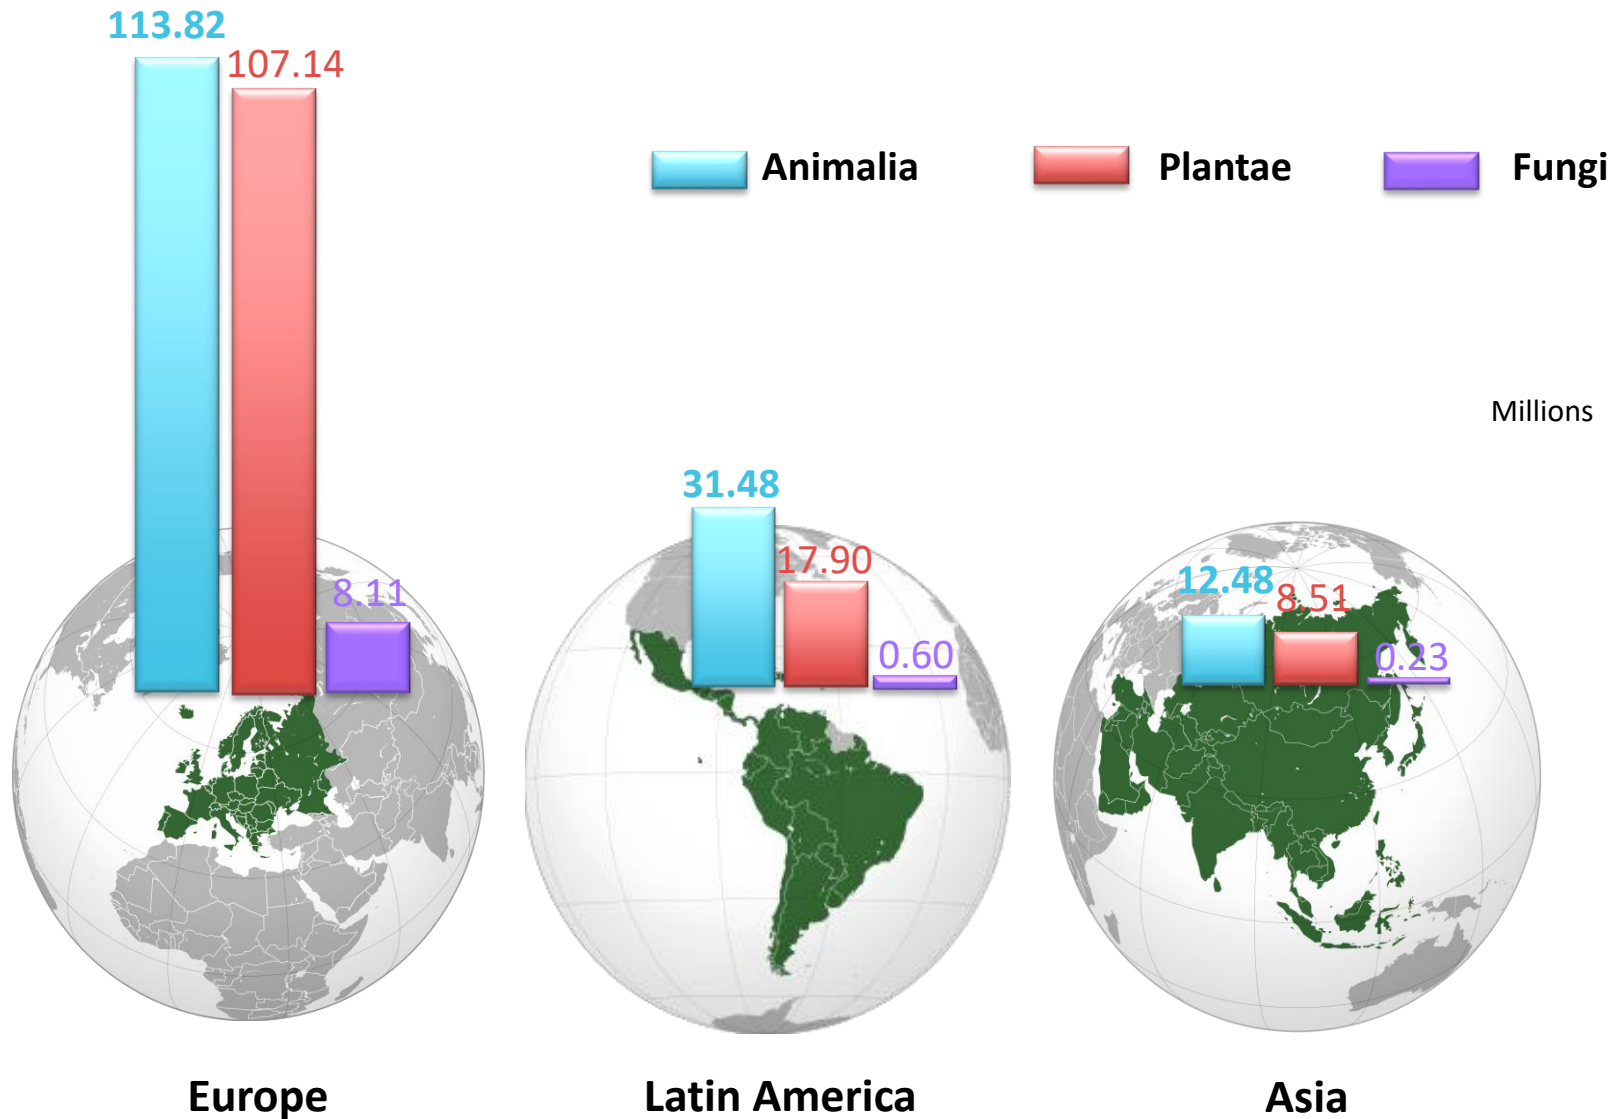 113.82
107.14
Animalia
Plantae
Fungi
Millions
31.48
17.90
12.48
8.51
8.11
0.60
0.23
Europe
Latin America
Asia